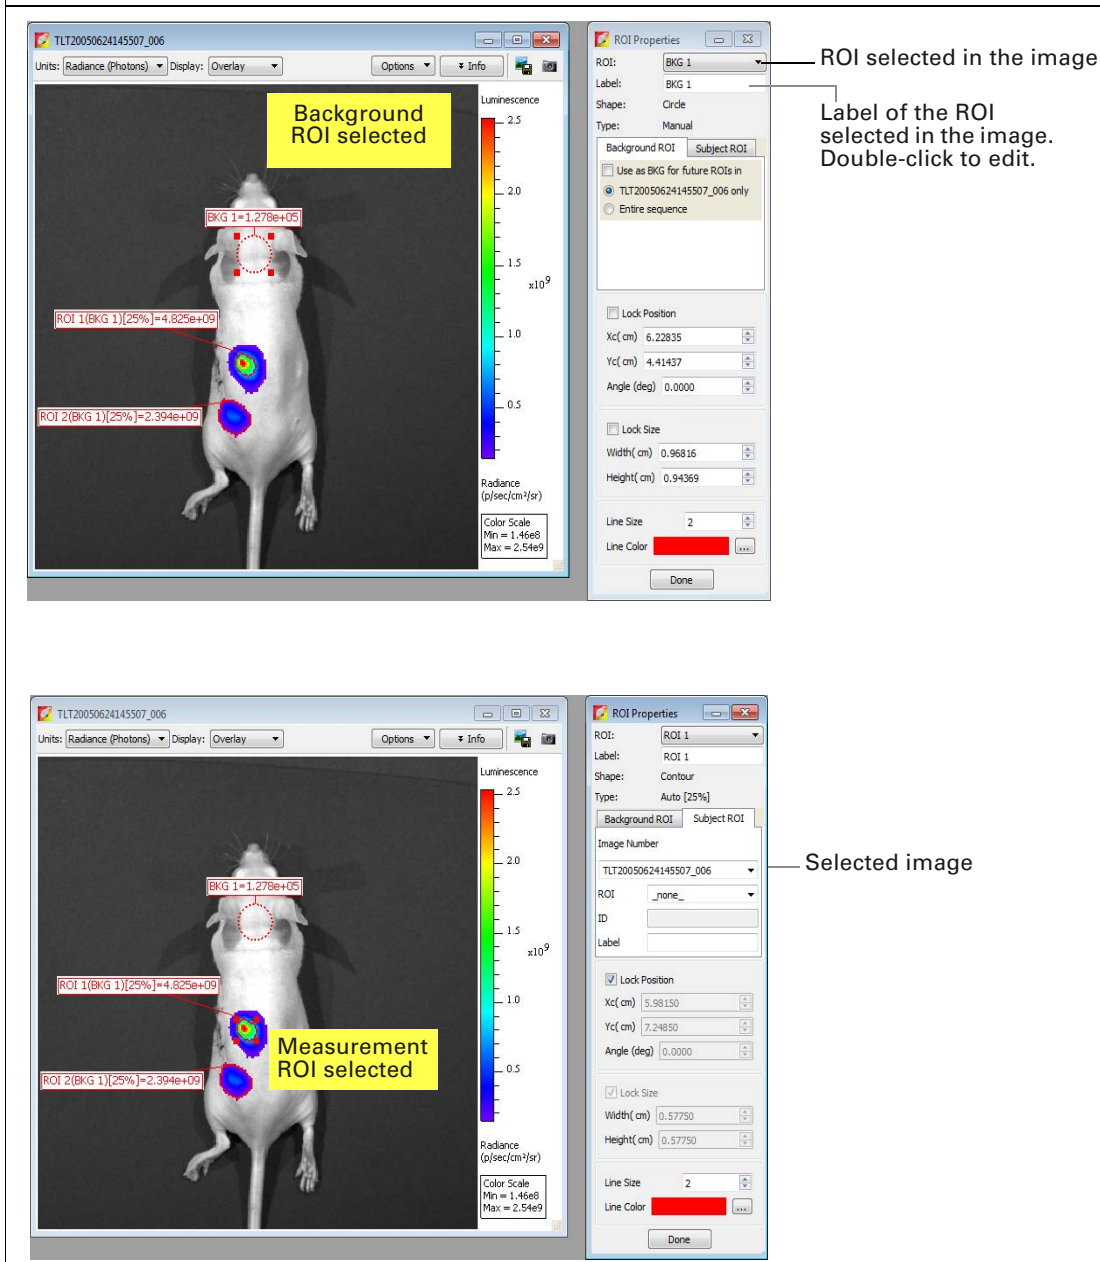 TLT20050624145507_006
Units: Radiance (Photons) Display: Overlay Options Info
Background
ROI selected
Luminescence
2.5
2.0
1.5
x10⁹
1.0
0.5
BKG 1=1.278e+05
ROI 1(BKG 1)[25%]=4.825e+09
ROI 2(BKG 1)[25%]=2.394e+09
Radiance
(p/sec/cm²/sr)
Color Scale
Min = 1.46e8
Max = 2.54e9
ROI Properties
ROI: BKG 1
Label: BKG 1
Shape: Circle
Type: Manual
Background ROI Subject ROI
Use as BKG for future ROIs in
TLT20050624145507_006 only
Entire sequence
Lock Position
Xc( cm) 6.22835
Yc( cm) 4.41437
Angle (deg) 0.0000
Lock Size
Width( cm) 0.96816
Height( cm) 0.94369
Line Size 2
Line Color ...
Done
ROI selected in the image
Label of the ROI
selected in the image.
Double-click to edit.
TLT20050624145507_006
Units: Radiance (Photons) Display: Overlay Options Info
Luminescence
2.5
2.0
1.5
x10⁹
1.0
0.5
BKG 1=1.278e+05
ROI 1(BKG 1)[25%]=4.825e+09
Measurement
ROI selected
ROI 2(BKG 1)[25%]=2.394e+09
Radiance
(p/sec/cm²/sr)
Color Scale
Min = 1.46e8
Max = 2.54e9
ROI Properties
ROI: ROI 1
Label: ROI 1
Shape: Contour
Type: Auto [25%]
Background ROI Subject ROI
Image Number
TLT20050624145507_006
ROI _none_
ID
Label
Lock Position
Xc( cm) 5.98150
Yc( cm) 7.24850
Angle (deg) 0.0000
Lock Size
Width( cm) 0.57750
Height( cm) 0.57750
Line Size 2
Line Color ...
Done
Selected image